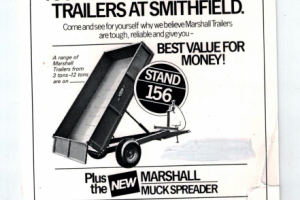 TRAILERS AT SMITHFIELD.
Come and see for yourself why we believe Marshall Trailers
are tough, reliable and give you –
BEST VALUE FOR
MONEY!
A range of
Marshall
Trailers from
3 tons-12 tons
are on —
STAND
156
Plus
the NEW MARSHALL
MUCK SPREADER